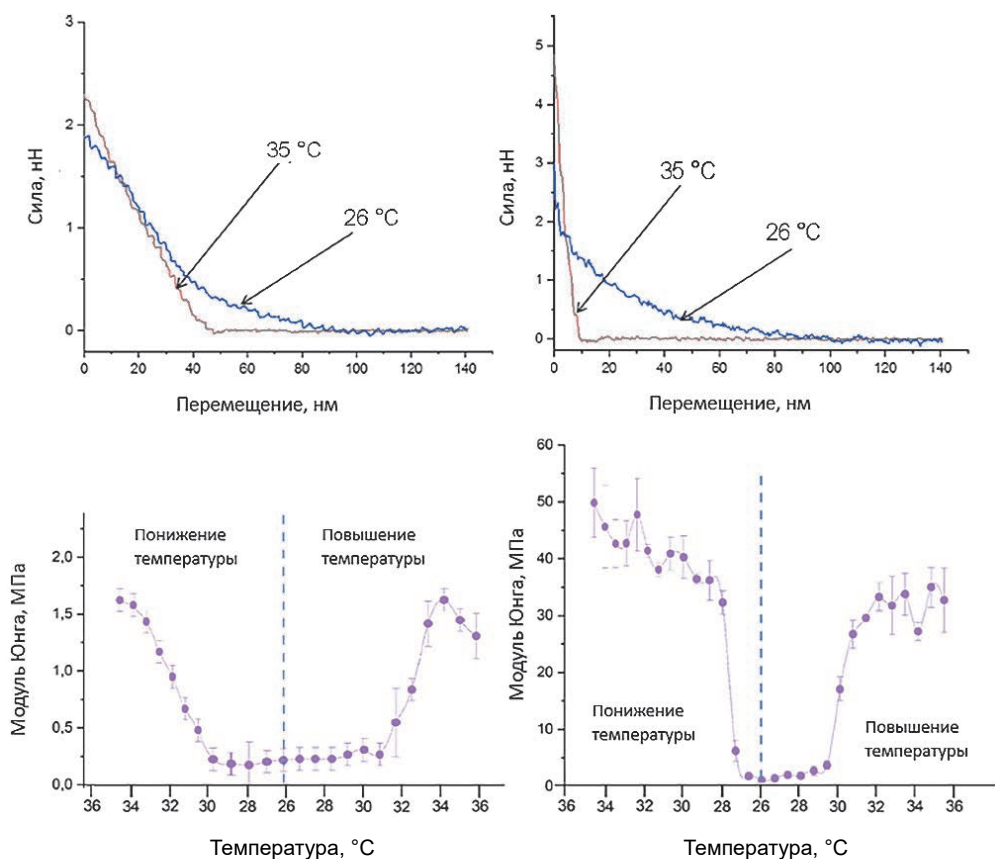 3
2
1
0
Сила, нН
35 °C
26 °C
0 20 40 60 80 100 120 140
Перемещение, нм
5
4
3
2
1
0
Сила, нН
35 °C
26 °C
0 20 40 60 80 100 120 140
Перемещение, нм
2,0
1,5
1,0
0,5
0,0
Модуль Юнга, МПа
Понижение
температуры
Повышение
температуры
36 34 32 30 28 26 28 30 32 34 36
Температура, °C
60
50
40
30
20
10
0
Модуль Юнга, МПа
Понижение
температуры
Повышение
температуры
36 34 32 30 28 26 28 30 32 34 36
Температура, °C